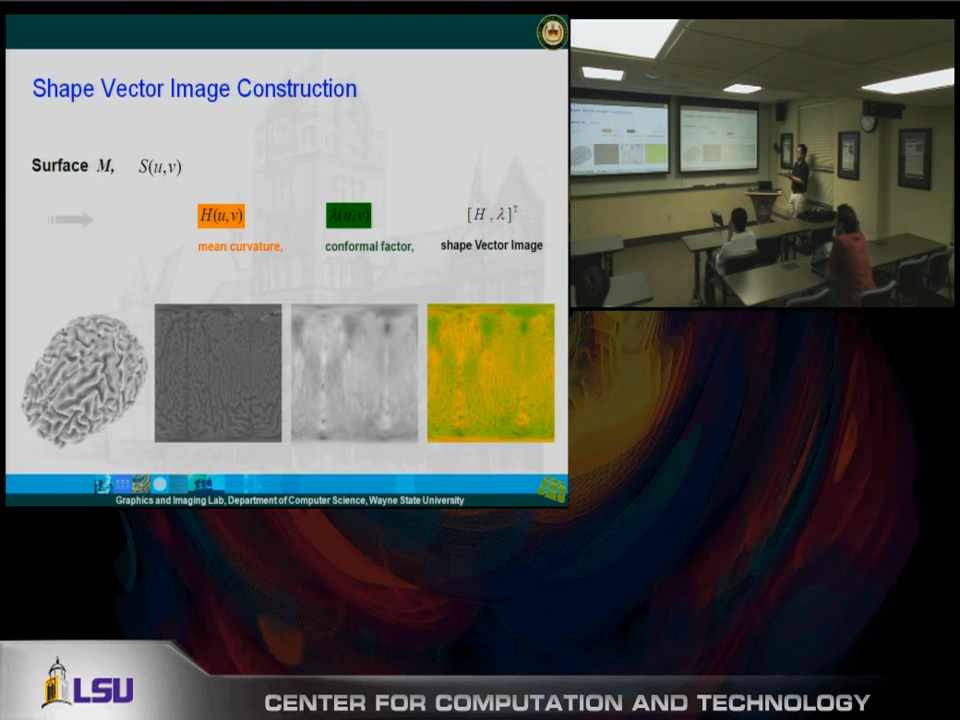 Shape Vector Image Construction
Surface M, S(u,v)
H(u,v) λ(u,v) [H,λ]ᵀ
mean curvature, conformal factor, shape Vector Image
Graphics and Imaging Lab, Department of Computer Science, Wayne State University
LSU
CENTER FOR COMPUTATION AND TECHNOLOGY